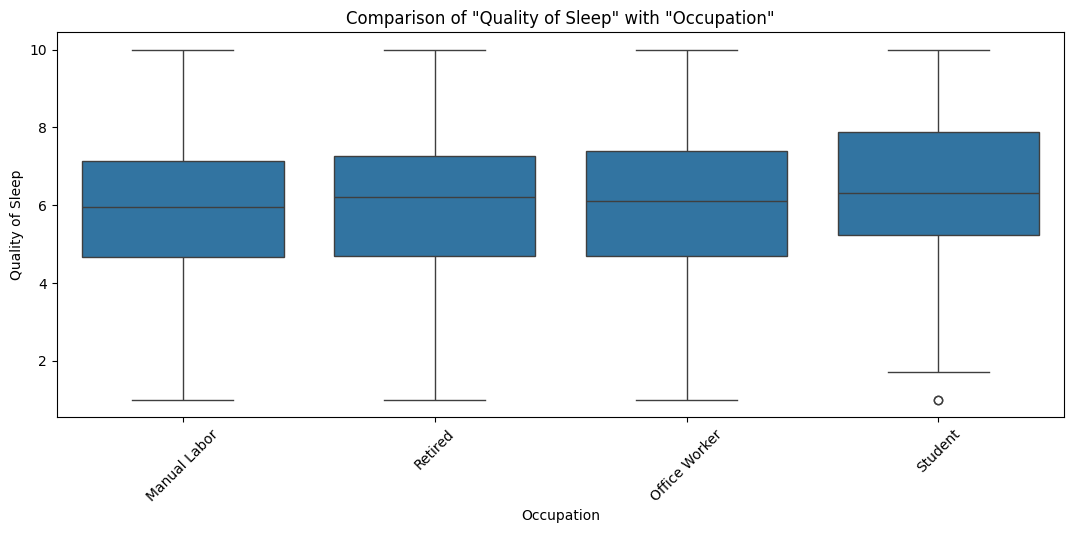 Comparison of "Quality of Sleep" with "Occupation"
Quality of Sleep
10
8
6
4
2
Manual Labor
Retired
Office Worker
Student
Occupation